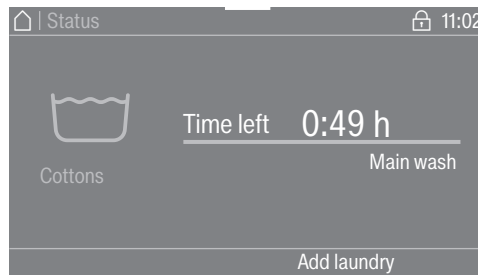 | Status 11:02
Time left 0:49 h
Main wash
Cottons
Add laundry